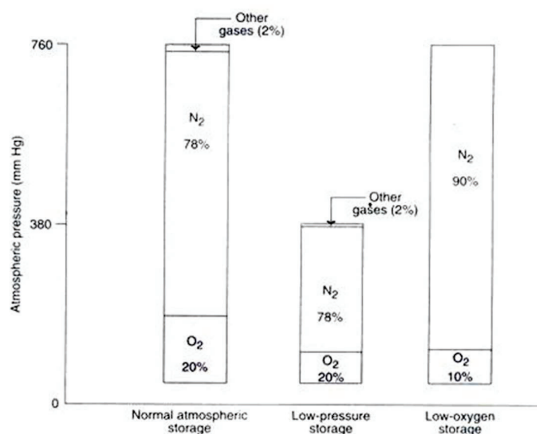 Other
gases (2%)
760
N2
78%
O2
20%
Other
gases (2%)
380
N2
78%
O2
20%
N2
90%
O2
10%
0
Atmospheric pressure (mm Hg)
Normal atmospheric
storage
Low-pressure
storage
Low-oxygen
storage